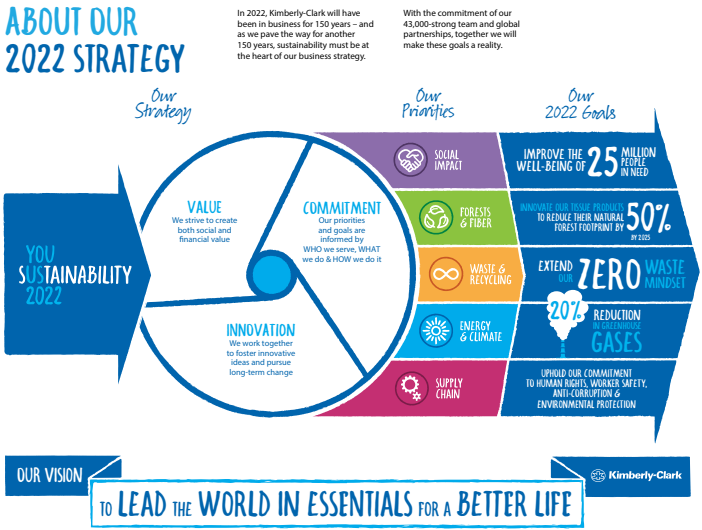 ABOUT OUR
2022 STRATEGY
In 2022, Kimberly-Clark will have
been in business for 150 years – and
as we pave the way for another
150 years, sustainability must be at
the heart of our business strategy.
With the commitment of our
43,000-strong team and global
partnerships, together we will
make these goals a reality.
Our
Strategy
Our
Priorities
Our
2022 Goals
YOU
SUSTAINABILITY
2022
VALUE
We strive to create
both social and
financial value
COMMITMENT
Our priorities
and goals are
informed by
WHO we serve, WHAT
we do & HOW we do it
INNOVATION
We work together
to foster innovative
ideas and pursue
long-term change
SOCIAL
IMPACT
IMPROVE THE
WELL-BEING OF 25 MILLION
PEOPLE
IN NEED
FORESTS
& FIBER
INNOVATE OUR TISSUE PRODUCTS
TO REDUCE THEIR NATURAL
FOREST FOOTPRINT BY 50%
BY 2025
WASTE &
RECYCLING
EXTEND
OUR ZERO WASTE
MINDSET
ENERGY
& CLIMATE
20% REDUCTION
IN GREENHOUSE
GASES
SUPPLY
CHAIN
UPHOLD OUR COMMITMENT
TO HUMAN RIGHTS, WORKER SAFETY,
ANTI-CORRUPTION &
ENVIRONMENTAL PROTECTION
OUR VISION
TO LEAD THE WORLD IN ESSENTIALS FOR A BETTER LIFE
Kimberly-Clark